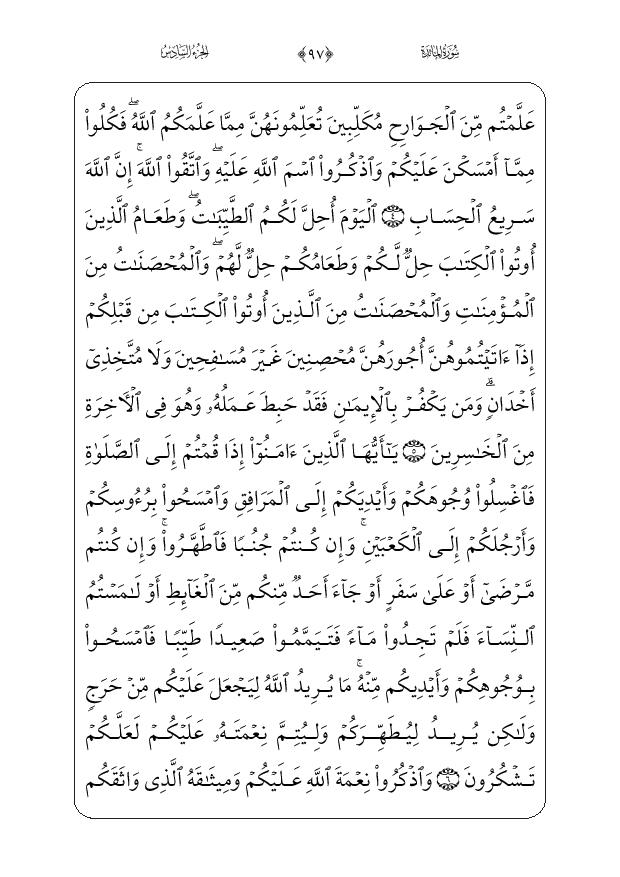 سُورَةُ المَائدَة ﴿٩٧﴾ الجُزءُ السَّادِسُ
عَلَّمۡتُم مِّنَ ٱلۡجَوَارِحِ مُكَلِّبِينَ تُعَلِّمُونَهُنَّ مِمَّا عَلَّمَكُمُ ٱللَّهُۖ فَكُلُواْ
مِمَّآ أَمۡسَكۡنَ عَلَيۡكُمۡ وَٱذۡكُرُواْ ٱسۡمَ ٱللَّهِ عَلَيۡهِۖ وَٱتَّقُواْ ٱللَّهَۚ إِنَّ ٱللَّهَ
سَرِيعُ ٱلۡحِسَابِ ٤ ٱلۡيَوۡمَ أُحِلَّ لَكُمُ ٱلطَّيِّبَٰتُۖ وَطَعَامُ ٱلَّذِينَ
أُوتُواْ ٱلۡكِتَٰبَ حِلّٞ لَّكُمۡ وَطَعَامُكُمۡ حِلّٞ لَّهُمۡۖ وَٱلۡمُحۡصَنَٰتُ مِنَ
ٱلۡمُؤۡمِنَٰتِ وَٱلۡمُحۡصَنَٰتُ مِنَ ٱلَّذِينَ أُوتُواْ ٱلۡكِتَٰبَ مِن قَبۡلِكُمۡ
إِذَآ ءَاتَيۡتُمُوهُنَّ أُجُورَهُنَّ مُحۡصِنِينَ غَيۡرَ مُسَٰفِحِينَ وَلَا مُتَّخِذِيٓ
أَخۡدَانٖۗ وَمَن يَكۡفُرۡ بِٱلۡإِيمَٰنِ فَقَدۡ حَبِطَ عَمَلُهُۥ وَهُوَ فِي ٱلۡأٓخِرَةِ
مِنَ ٱلۡخَٰسِرِينَ ٥ يَٰٓأَيُّهَا ٱلَّذِينَ ءَامَنُوٓاْ إِذَا قُمۡتُمۡ إِلَى ٱلصَّلَوٰةِ
فَٱغۡسِلُواْ وُجُوهَكُمۡ وَأَيۡدِيَكُمۡ إِلَى ٱلۡمَرَافِقِ وَٱمۡسَحُواْ بِرُءُوسِكُمۡ
وَأَرۡجُلَكُمۡ إِلَى ٱلۡكَعۡبَيۡنِۚ وَإِن كُنتُمۡ جُنُبٗا فَٱطَّهَّرُواْۚ وَإِن كُنتُم
مَّرۡضَىٰٓ أَوۡ عَلَىٰ سَفَرٍ أَوۡ جَآءَ أَحَدٞ مِّنكُم مِّنَ ٱلۡغَآئِطِ أَوۡ لَٰمَسۡتُمُ
ٱلنِّسَآءَ فَلَمۡ تَجِدُواْ مَآءٗ فَتَيَمَّمُواْ صَعِيدٗا طَيِّبٗا فَٱمۡسَحُواْ
بِوُجُوهِكُمۡ وَأَيۡدِيكُم مِّنۡهُۚ مَا يُرِيدُ ٱللَّهُ لِيَجۡعَلَ عَلَيۡكُم مِّنۡ حَرَجٖ
وَلَٰكِن يُرِيدُ لِيُطَهِّرَكُمۡ وَلِيُتِمَّ نِعۡمَتَهُۥ عَلَيۡكُمۡ لَعَلَّكُمۡ
تَشۡكُرُونَ ٦ وَٱذۡكُرُواْ نِعۡمَةَ ٱللَّهِ عَلَيۡكُمۡ وَمِيثَٰقَهُ ٱلَّذِي وَاثَقَكُم